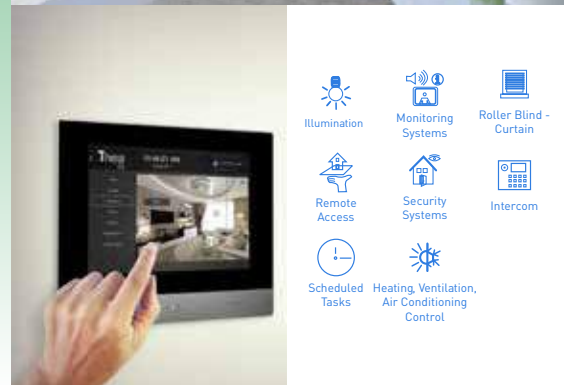 Illumination
Monitoring
Systems
Roller Blind -
Curtain
Remote
Access
Security
Systems
Intercom
Scheduled
Tasks
Heating, Ventilation,
Air Conditioning
Control